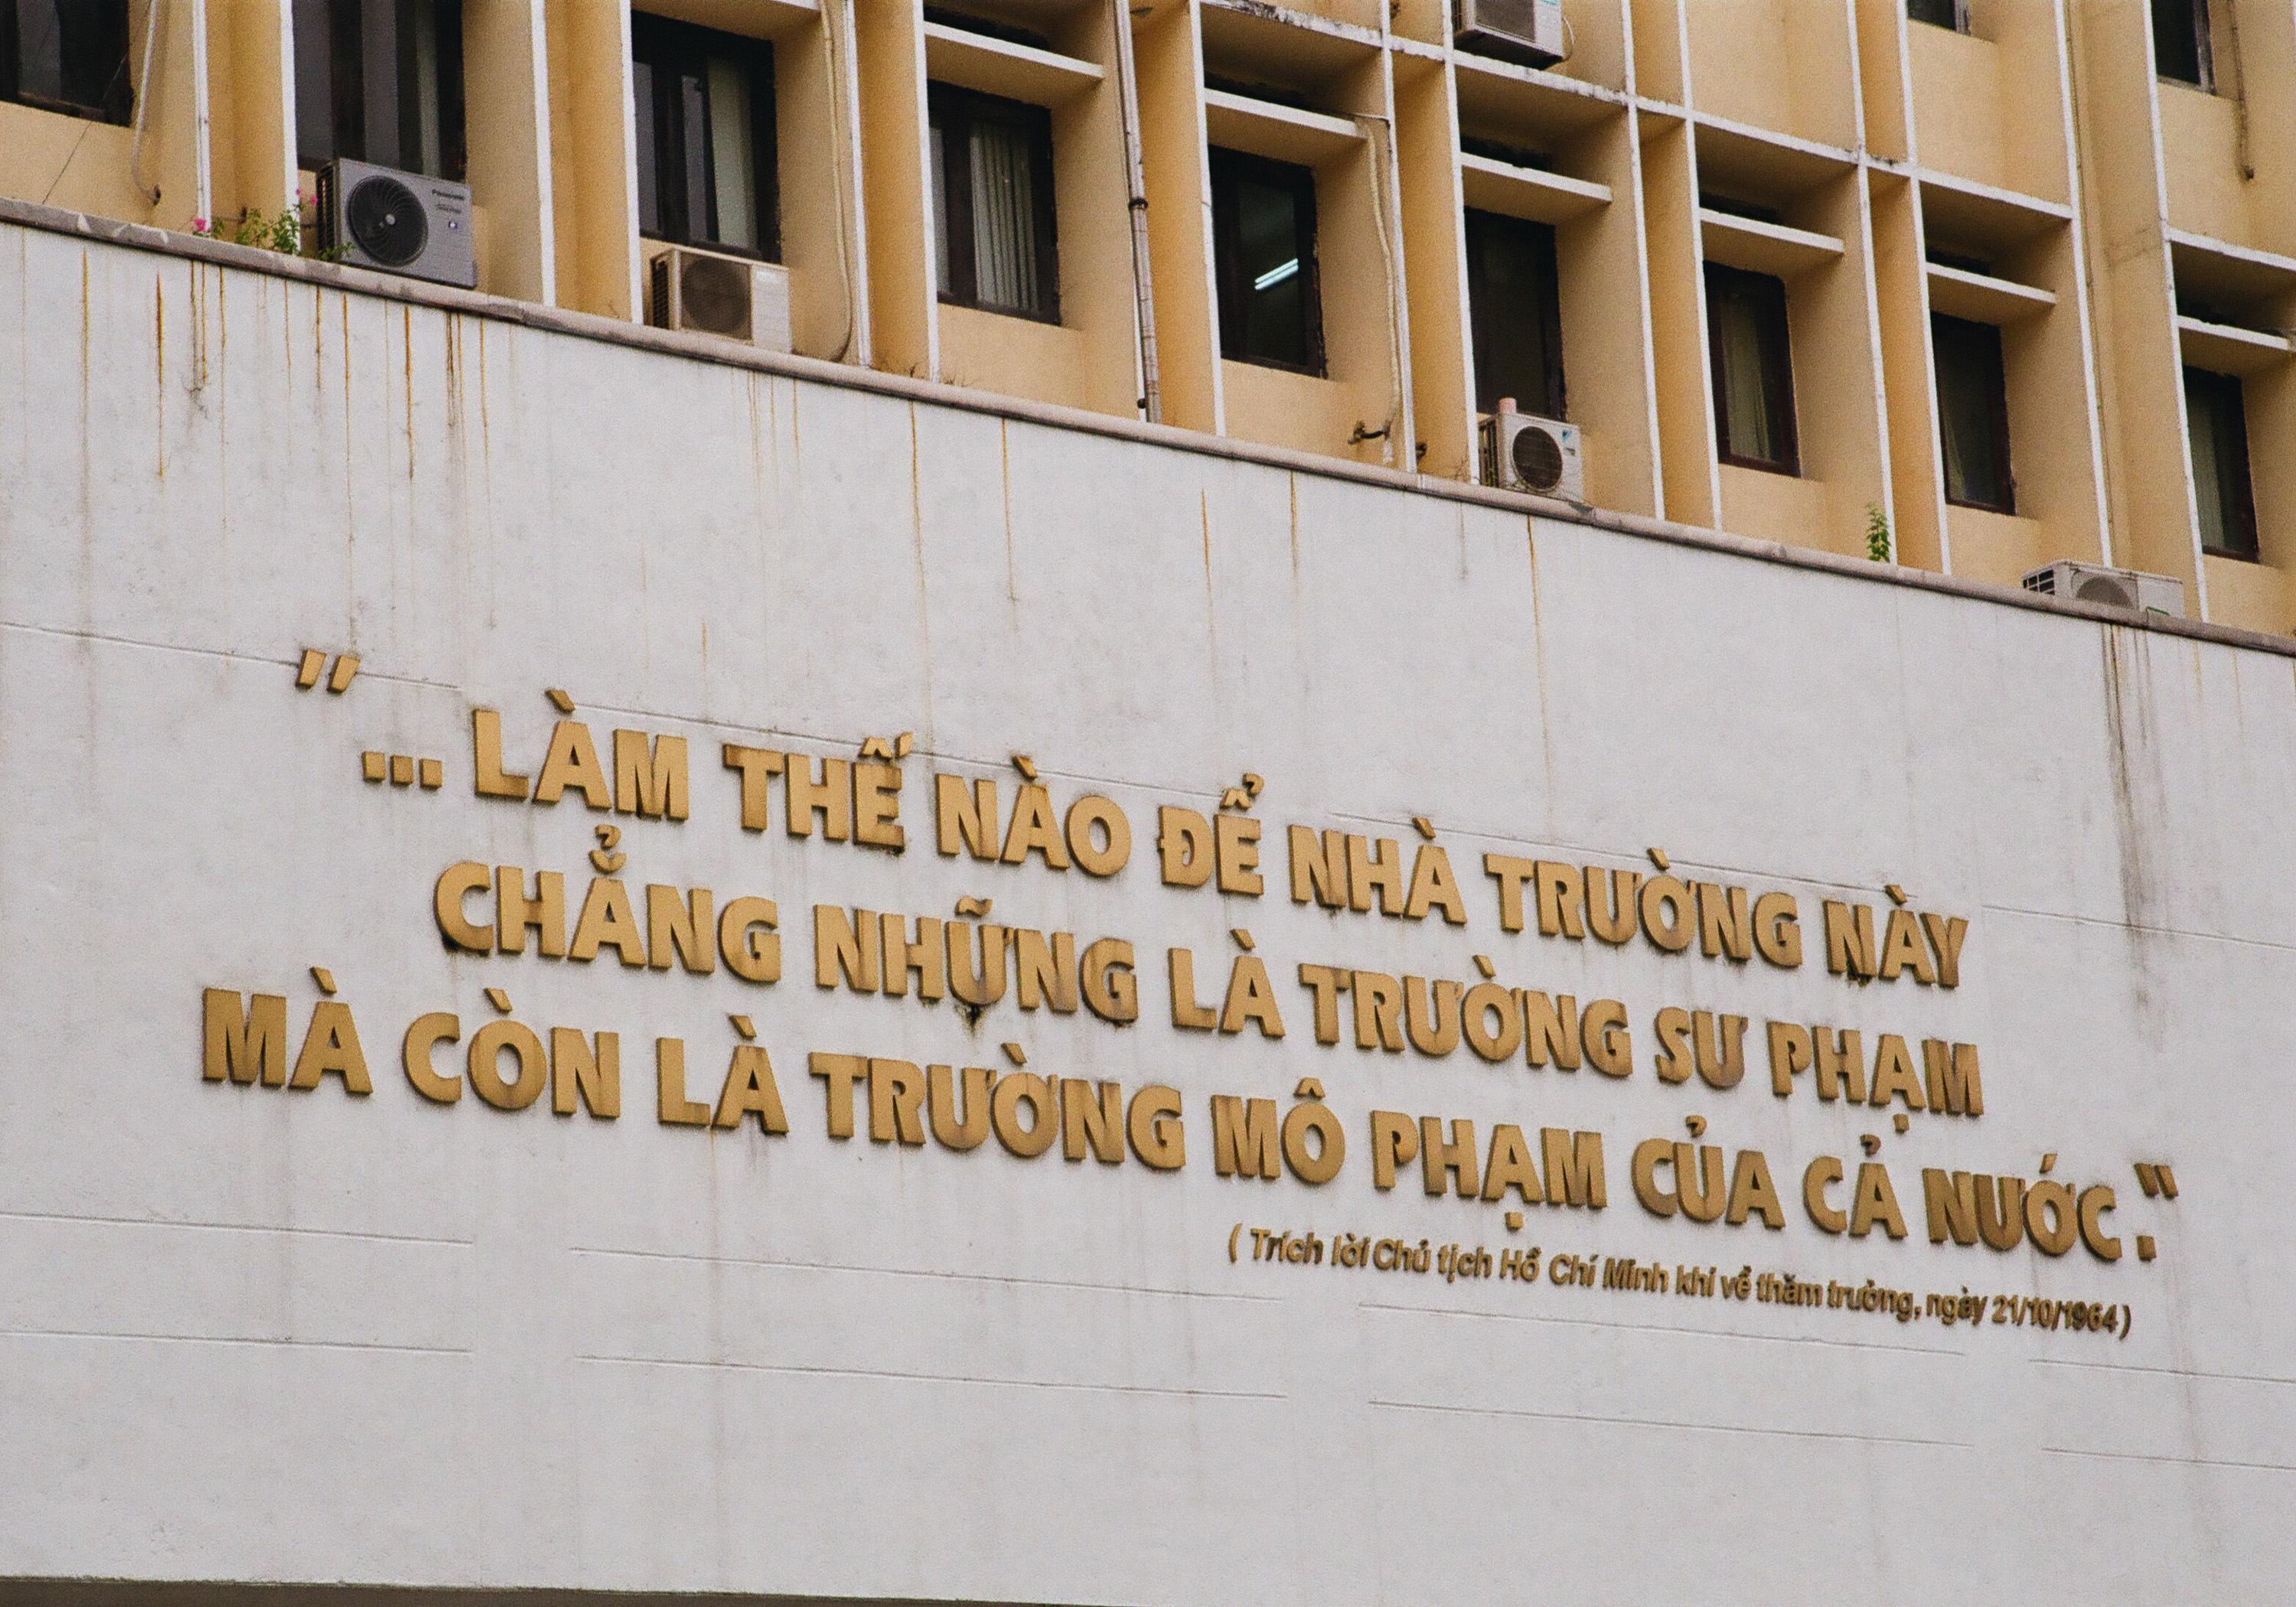 Panasonic
"... LÀM THẾ NÀO ĐỂ NHÀ TRƯỜNG NÀY
CHẲNG NHỮNG LÀ TRƯỜNG SƯ PHẠM
MÀ CÒN LÀ TRƯỜNG MÔ PHẠM CỦA CẢ NƯỚC."
( Trích lời Chủ tịch Hồ Chí Minh khi về thăm trường, ngày 21/10/1964)